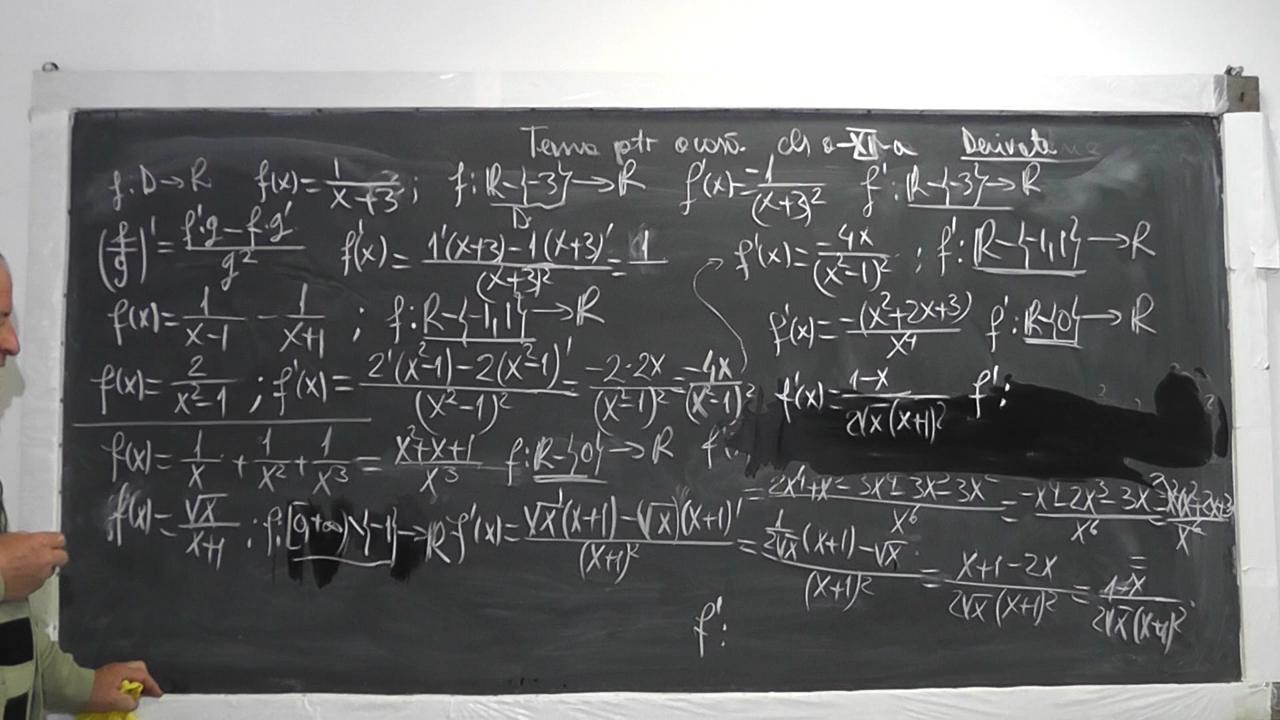 Tema ptr acasă cls a-XI-a Derivate
f: D→R f(x)=1/(x+3); f: R-{-3}→R f'(x)=-1/(x+3)² f': R-{-3}→R
D
(f/g)'=(f'·g-f·g')/g² f'(x)=(1'(x+3)-1(x+3)')/(x+3)²=1/ f'(x)=-4x/(x²-1)²; f': R-{-1,1}→R
f(x)=1/(x-1)-1/(x+1); f: R-{-1,1}→R f'(x)=-(x²+2x+3)/x⁴ f': R-{0}→R
f(x)=2/(x²-1); f'(x)=(2'(x²-1)-2(x²-1)')/(x²-1)²=(-2·2x)/(x²-1)²=-4x/(x²-1)² f'(x)=(1-x)/(2√x(x+1)²) f':
f(x)=1/x+1/x²+1/x³=(x²+x+1)/x³ f: R-{0}→R f'
f(x)=√x/(x+1); f: [0,+∞)\{-1}→R f'(x)=(√x'(x+1)-(√x)(x+1)')/(x+1)²=(1/(2√x)(x+1)-√x)/(x+1)²=(x+1-2x)/(2√x(x+1)²)=(1-x)/(2√x(x+1)²)
f':